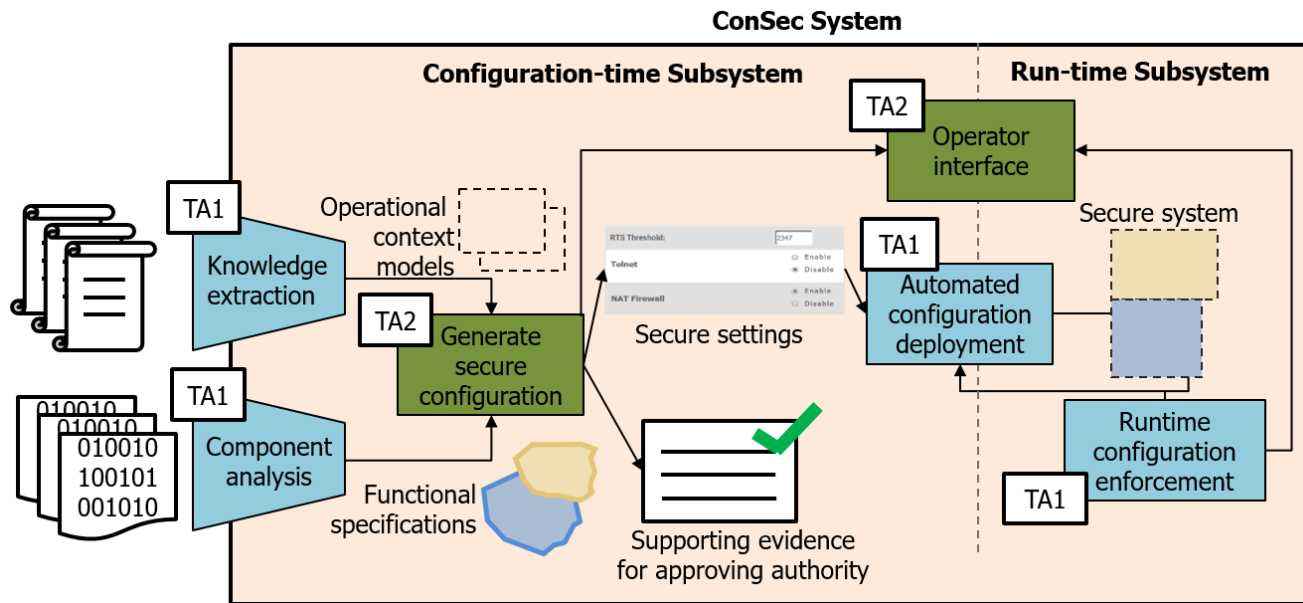 ConSec System
Configuration-time Subsystem
Run-time Subsystem
TA2
Operator
interface
TA1
Knowledge
extraction
Operational
context
models
TA2
Generate
secure
configuration
RTS Threshold:
2347
Telnet
Enable
Disable
NAT Firewall
Enable
Disable
Secure settings
TA1
Automated
configuration
deployment
Secure system
TA1
Component
analysis
010010
010010
010010
100101
001010
Functional
specifications
Supporting evidence
for approving authority
Runtime
configuration
enforcement
TA1